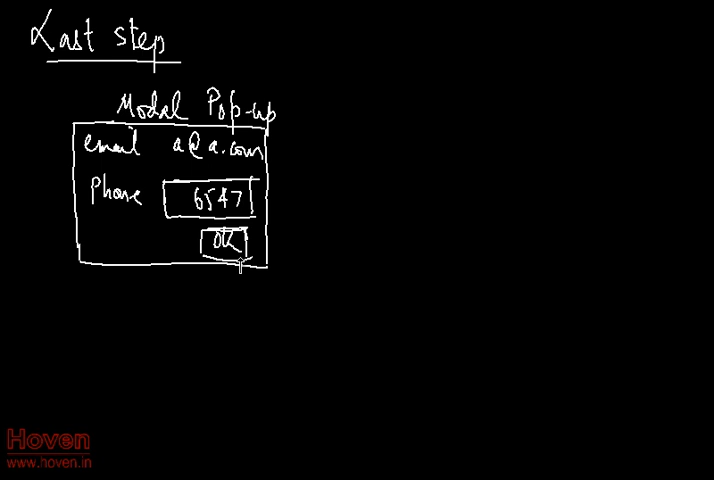 Last step
Modal Pop-up
email a@a.com
Phone 6547
OK
Hoven
www.hoven.in